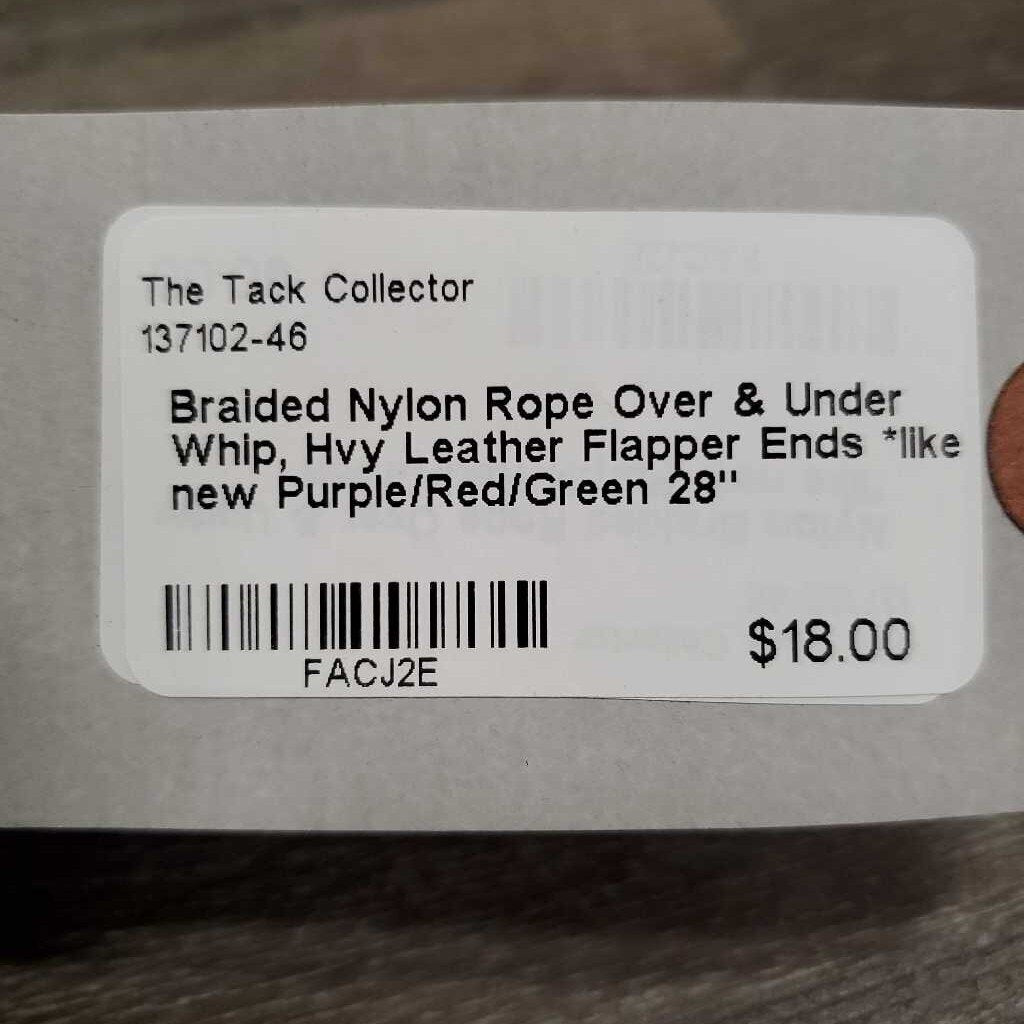 The Tack Collector
137102-46
Braided Nylon Rope Over & Under
Whip, Hvy Leather Flapper Ends *like
new Purple/Red/Green 28"
FACJ2E
$18.00